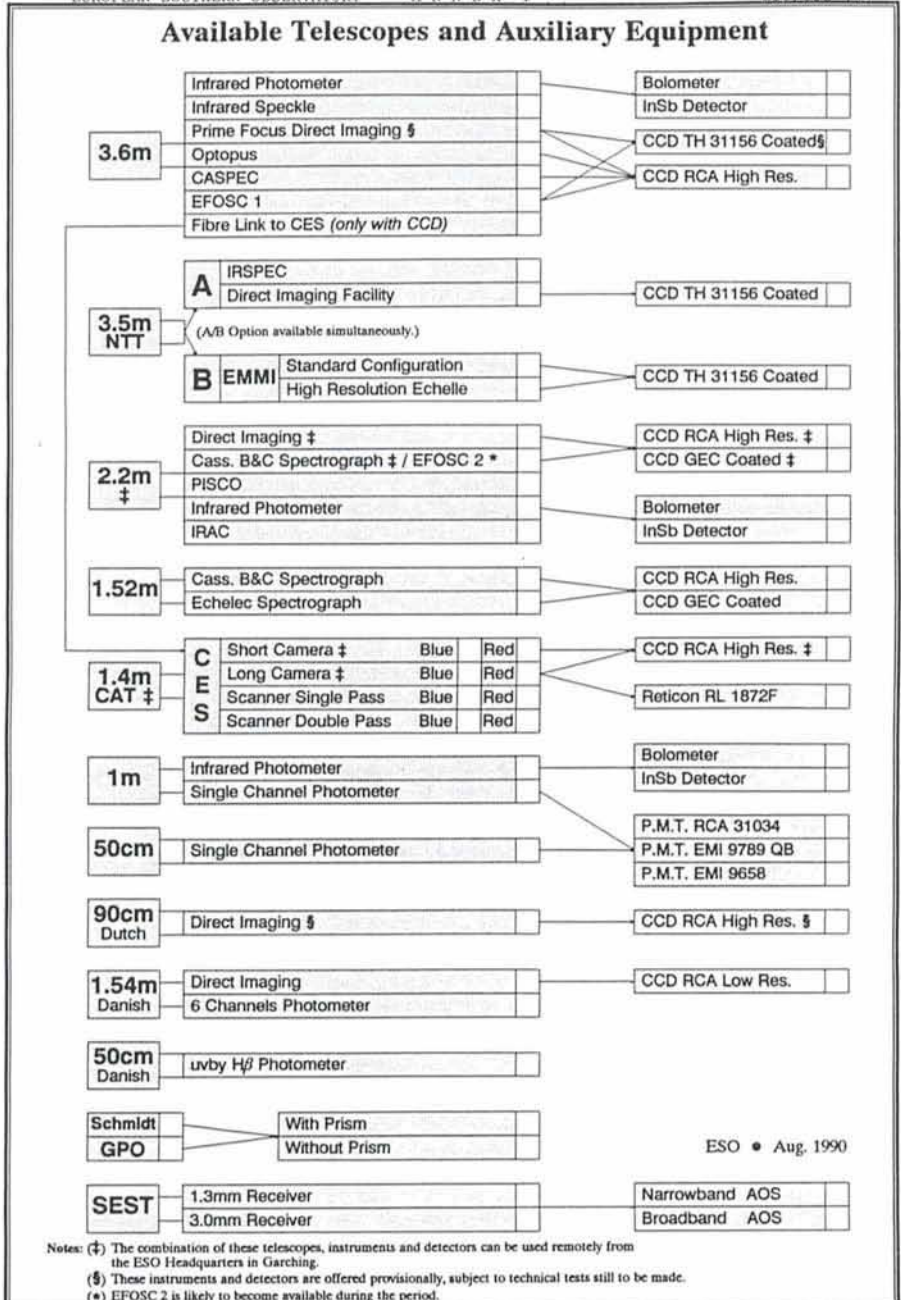 EUROPEAN SOUTHERN OBSERVATORY
Available Telescopes and Auxiliary Equipment
3.6m
Infrared Photometer
Infrared Speckle
Prime Focus Direct Imaging §
Optopus
CASPEC
EFOSC 1
Fibre Link to CES (only with CCD)
Bolometer
InSb Detector
CCD TH 31156 Coated§
CCD RCA High Res.
3.5m
NTT
A
IRSPEC
Direct Imaging Facility
CCD TH 31156 Coated
(A/B Option available simultaneously.)
B
EMMI
Standard Configuration
High Resolution Echelle
CCD TH 31156 Coated
2.2m
‡
Direct Imaging ‡
Cass. B&C Spectrograph ‡ / EFOSC 2 *
PISCO
Infrared Photometer
IRAC
CCD RCA High Res. ‡
CCD GEC Coated ‡
Bolometer
InSb Detector
1.52m
Cass. B&C Spectrograph
Echelec Spectrograph
CCD RCA High Res.
CCD GEC Coated
1.4m
CAT ‡
CES
Short Camera ‡ Blue Red
Long Camera ‡ Blue Red
Scanner Single Pass Blue Red
Scanner Double Pass Blue Red
CCD RCA High Res. ‡
Reticon RL 1872F
1m
Infrared Photometer
Single Channel Photometer
Bolometer
InSb Detector
50cm
Single Channel Photometer
P.M.T. RCA 31034
P.M.T. EMI 9789 QB
P.M.T. EMI 9658
90cm
Dutch
Direct Imaging §
CCD RCA High Res. §
1.54m
Danish
Direct Imaging
6 Channels Photometer
CCD RCA Low Res.
50cm
Danish
uvby Hβ Photometer
Schmidt
GPO
With Prism
Without Prism
ESO ● Aug. 1990
SEST
1.3mm Receiver
3.0mm Receiver
Narrowband AOS
Broadband AOS
Notes: (‡) The combination of these telescopes, instruments and detectors can be used remotely from
the ESO Headquarters in Garching.
(§) These instruments and detectors are offered provisionally, subject to technical tests still to be made.
(*) EFOSC 2 is likely to become available during the period.